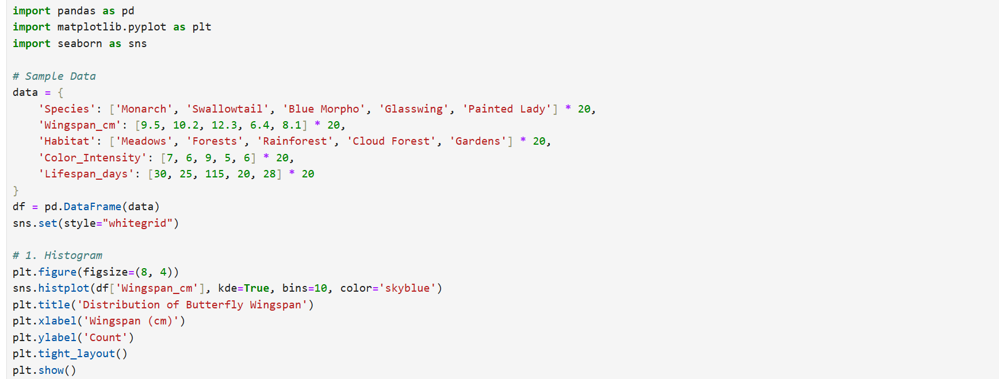 import pandas as pd
import matplotlib.pyplot as plt
import seaborn as sns
# Sample Data
data = {
    'Species': ['Monarch', 'Swallowtail', 'Blue Morpho', 'Glasswing', 'Painted Lady'] * 20,
    'Wingspan_cm': [9.5, 10.2, 12.3, 6.4, 8.1] * 20,
    'Habitat': ['Meadows', 'Forests', 'Rainforest', 'Cloud Forest', 'Gardens'] * 20,
    'Color_Intensity': [7, 6, 9, 5, 6] * 20,
    'Lifespan_days': [30, 25, 115, 20, 28] * 20
}
df = pd.DataFrame(data)
sns.set(style="whitegrid")
# 1. Histogram
plt.figure(figsize=(8, 4))
sns.histplot(df['Wingspan_cm'], kde=True, bins=10, color='skyblue')
plt.title('Distribution of Butterfly Wingspan')
plt.xlabel('Wingspan (cm)')
plt.ylabel('Count')
plt.tight_layout()
plt.show()